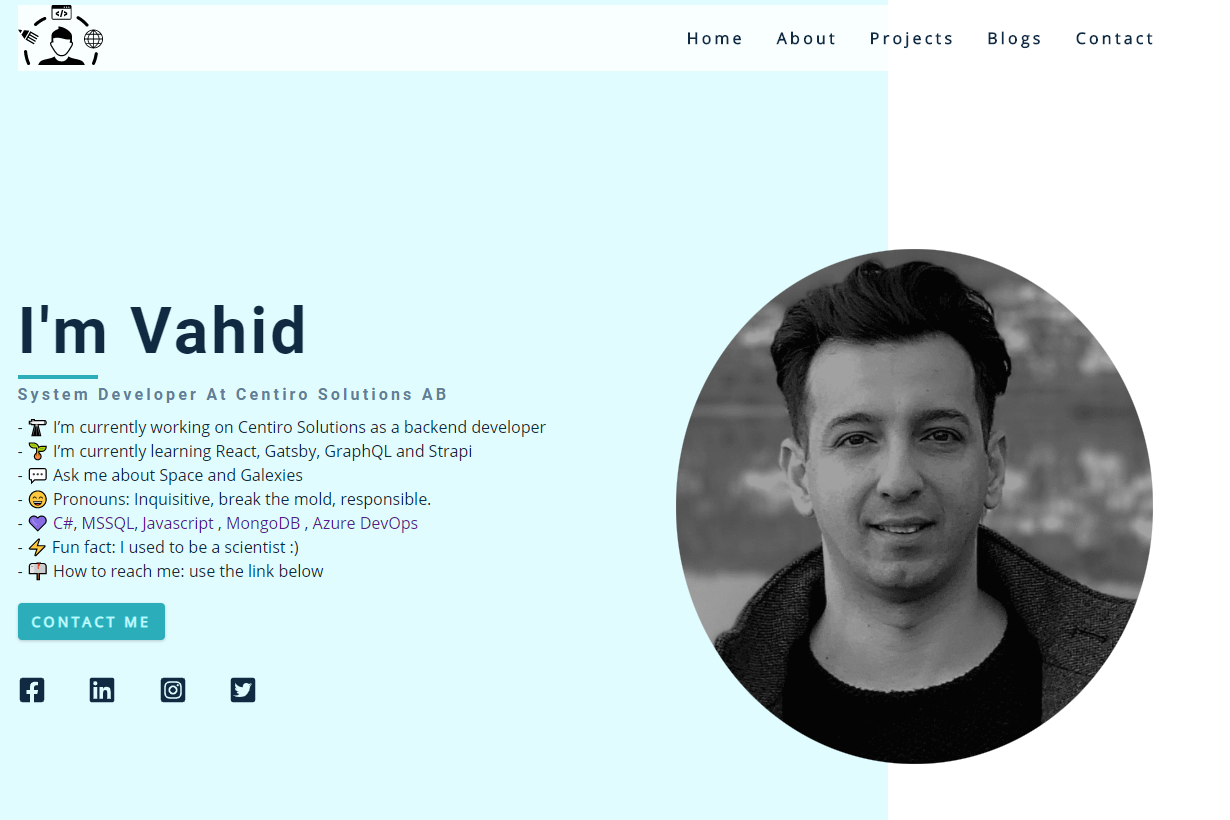 </>
Home About Projects Blogs Contact
I'm Vahid
System Developer At Centiro Solutions AB
- I’m currently working on Centiro Solutions as a backend developer
- I’m currently learning React, Gatsby, GraphQL and Strapi
- Ask me about Space and Galexies
- Pronouns: Inquisitive, break the mold, responsible.
- C#, MSSQL, Javascript , MongoDB , Azure DevOps
- Fun fact: I used to be a scientist :)
- How to reach me: use the link below
CONTACT ME